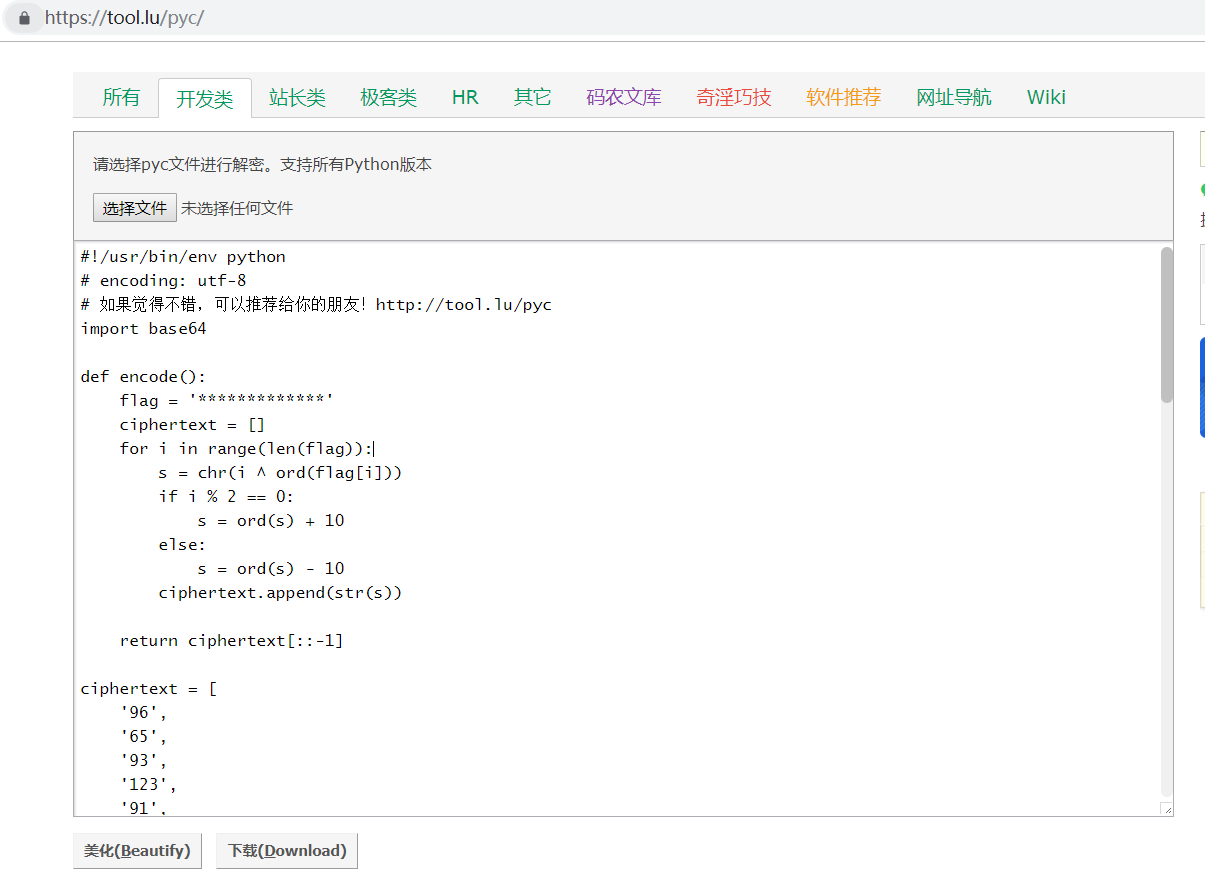 https://tool.lu/pyc/
所有 开发类 站长类 极客类 HR 其它 码农文库 奇淫巧技 软件推荐 网址导航 Wiki
请选择pyc文件进行解密。支持所有Python版本
选择文件 未选择任何文件
#!/usr/bin/env python
# encoding: utf-8
# 如果觉得不错，可以推荐给你的朋友！http://tool.lu/pyc
import base64
def encode():
    flag = '*************'
    ciphertext = []
    for i in range(len(flag)):
        s = chr(i ^ ord(flag[i]))
        if i % 2 == 0:
            s = ord(s) + 10
        else:
            s = ord(s) - 10
        ciphertext.append(str(s))
    return ciphertext[::-1]
ciphertext = [
    '96',
    '65',
    '93',
    '123',
    '91',
美化(Beautify) 下载(Download)